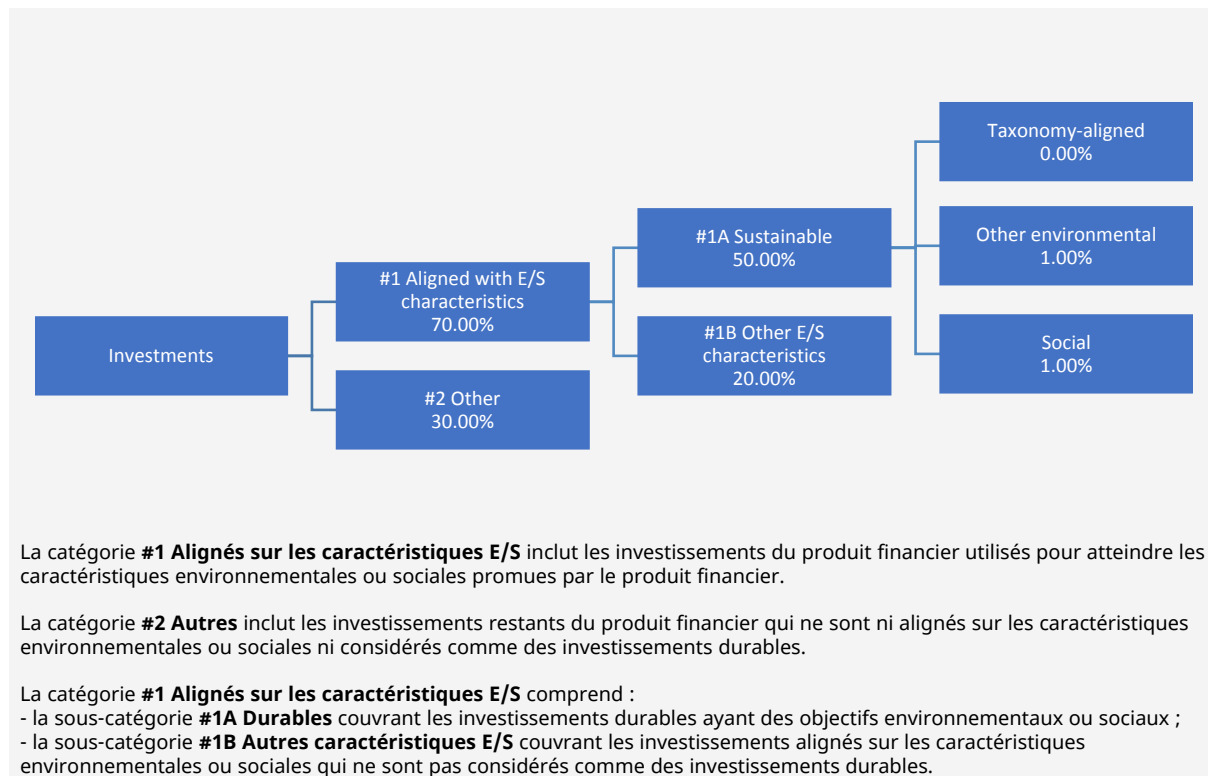 Investments
#1 Aligned with E/S
characteristics
70.00%
#2 Other
30.00%
#1A Sustainable
50.00%
#1B Other E/S
characteristics
20.00%
Taxonomy-aligned
0.00%
Other environmental
1.00%
Social
1.00%
La catégorie #1 Alignés sur les caractéristiques E/S inclut les investissements du produit financier utilisés pour atteindre les
caractéristiques environnementales ou sociales promues par le produit financier.
La catégorie #2 Autres inclut les investissements restants du produit financier qui ne sont ni alignés sur les caractéristiques
environnementales ou sociales ni considérés comme des investissements durables.
La catégorie #1 Alignés sur les caractéristiques E/S comprend :
- la sous-catégorie #1A Durables couvrant les investissements durables ayant des objectifs environnementaux ou sociaux ;
- la sous-catégorie #1B Autres caractéristiques E/S couvrant les investissements alignés sur les caractéristiques
environnementales ou sociales qui ne sont pas considérés comme des investissements durables.